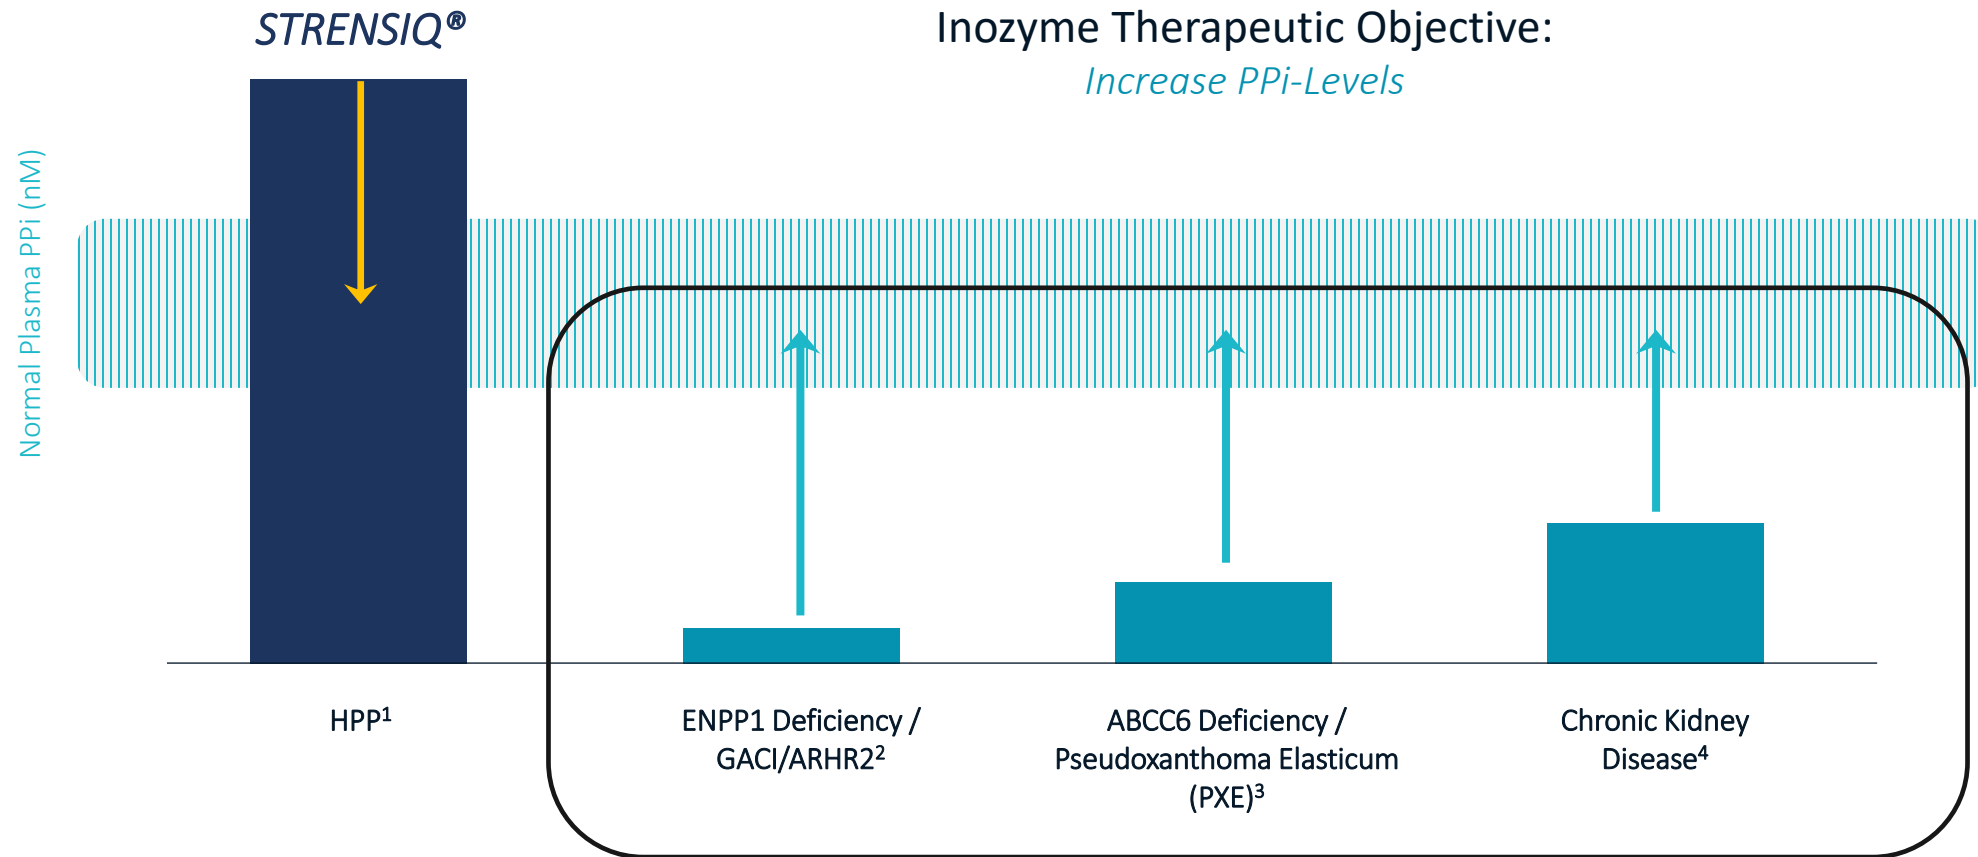 STRENSIQ®
Inozyme Therapeutic Objective:
Increase PPi-Levels
Normal Plasma PPi (nM)
HPP¹
ENPP1 Deficiency /
GACI/ARHR2²
ABCC6 Deficiency /
Pseudoxanthoma Elasticum
(PXE)³
Chronic Kidney
Disease⁴